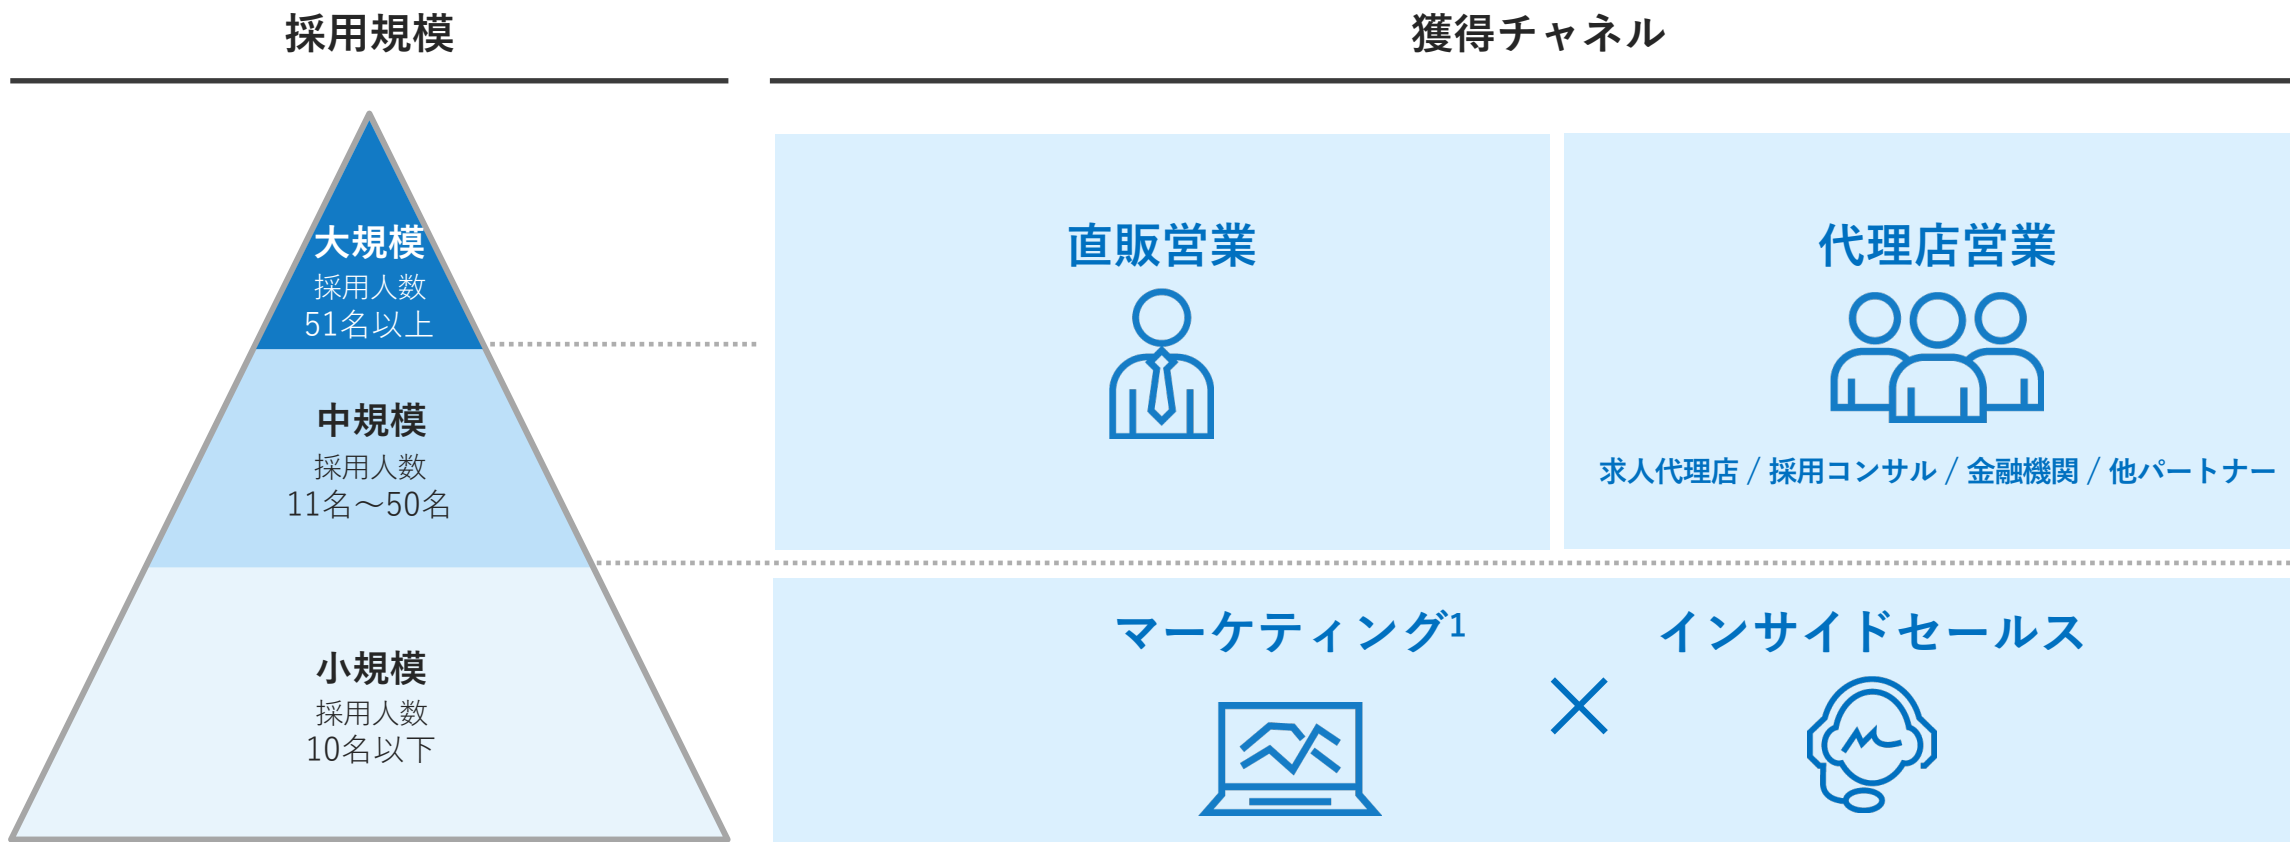 採用規模
獲得チャネル
大規模
採用人数
51名以上
中規模
採用人数
11名～50名
小規模
採用人数
10名以下
直販営業
代理店営業
求人代理店 / 採用コンサル / 金融機関 / 他パートナー
マーケティング1
インサイドセールス